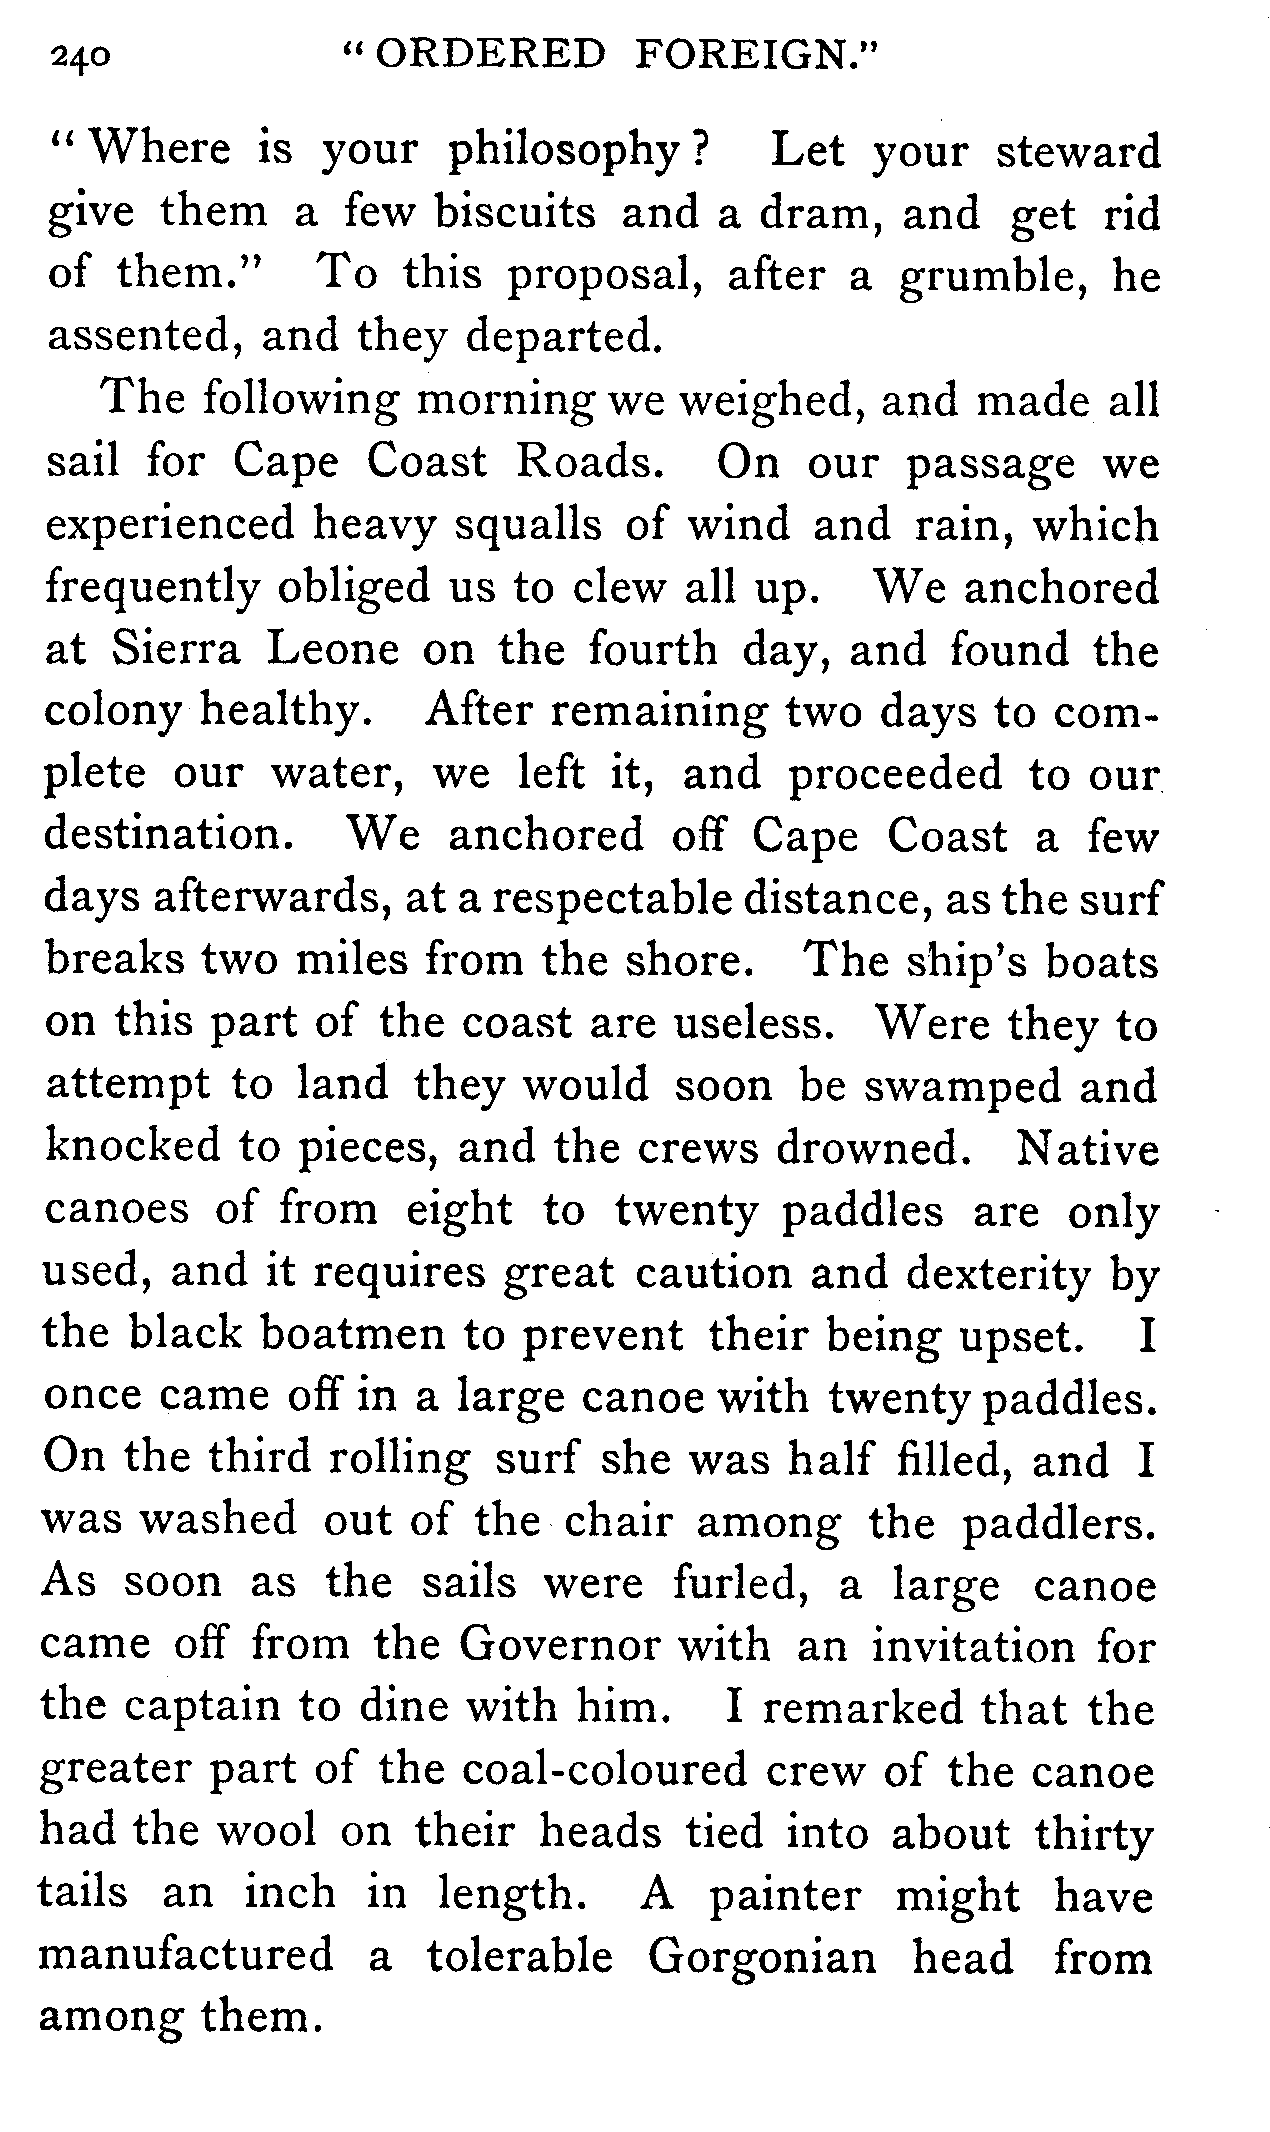 240 “ ORDERED FOREIGN.”
“ Where is your philosophy ? Let your steward
give them a few biscuits and a dram, and get rid
of them.” To this proposal, after a grumble, he
assented, and they departed.
The following morning we weighed, and made all
sail for Cape Coast Roads. On our passage we
experienced heavy squalls of wind and rain, which
frequently obliged us to clew all up. We anchored
at Sierra Leone on the fourth day, and found the
colony healthy. After remaining two days to com-
plete our water, we left it, and proceeded to our
destination. We anchored off Cape Coast a few
days afterwards, at a respectable distance, as the surf
breaks two miles from the shore. The ship's boats
on this part of the coast are useless. Were they to
attempt to land they would soon be swamped and
knocked to pieces, and the crews drowned. Native
canoes of from eight to twenty paddles are only
used, and it requires great caution and dexterity by
the black boatmen to prevent their being upset. I
once came off in a large canoe with twenty paddles.
On the third rolling surf she was half filled, and I
was washed out of the chair among the paddlers.
As soon as the sails were furled, a large canoe
came off from the Governor with an invitation for
the captain to dine with him. I remarked that the
greater part of the coal-coloured crew of the canoe
had the wool on their heads tied into about thirty
tails an inch in length. A painter might have
manufactured a tolerable Gorgonian head from
among them.